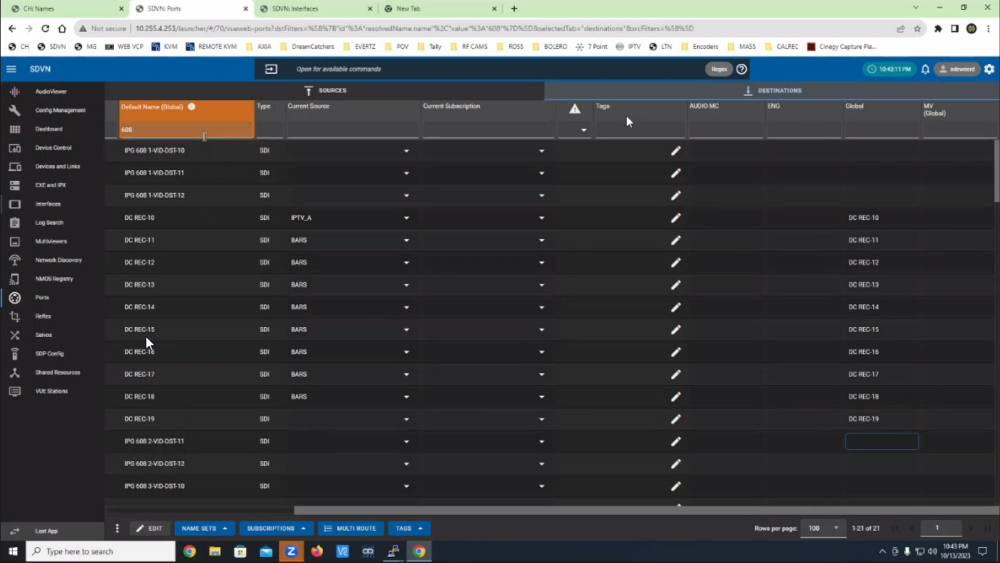 CH: Names
SDVN: Ports
SDVN: Interfaces
New Tab
Not secure
10.255.4.253/launcher/#/70/vueweb-ports?dstFilters=%5B%7B"id"%3A"resolvedName.name"%2C"value"%3A"608"%7D%5D&selectedTab="destinations"&srcFilters=%5B%5D
CH SDVN MG WEB VCP KVM REMOTE KVM AXIA DreamCatchers EVERTZ POV Tally RF CAMS ROSS BOLERO 7 Point IPTV LTN Encoders MASS CALREC Cinegy Capture Pla...
SDVN
Open for available commands
Regex
10:43:11 PM
sdeweerd
AudioViewer
Config Management
Dashboard
Device Control
Devices and Links
EXE and IPX
Interfaces
Log Search
Multiviewers
Network Discovery
NMOS Registry
Ports
Reflex
Salvos
SDP Config
Shared Resources
VUE Stations
Last App
SOURCES
DESTINATIONS
Default Name (Global) Type Current Source Current Subscription Tags AUDIO MC ENG Global MV (Global)
608
IPG 608 1-VID-DST-10 SDI
IPG 608 1-VID-DST-11 SDI
IPG 608 1-VID-DST-12 SDI
DC REC-10 SDI IPTV_A DC REC-10
DC REC-11 SDI BARS DC REC-11
DC REC-12 SDI BARS DC REC-12
DC REC-13 SDI BARS DC REC-13
DC REC-14 SDI BARS DC REC-14
DC REC-15 SDI BARS DC REC-15
DC REC-16 SDI BARS DC REC-16
DC REC-17 SDI BARS DC REC-17
DC REC-18 SDI BARS DC REC-18
DC REC-19 SDI DC REC-19
IPG 608 2-VID-DST-11 SDI
IPG 608 2-VID-DST-12 SDI
IPG 608 3-VID-DST-10 SDI
EDIT
NAME SETS
SUBSCRIPTIONS
MULTI ROUTE
TAGS
Rows per page: 100
1-21 of 21
1
Type here to search
10:43 PM
10/13/2023